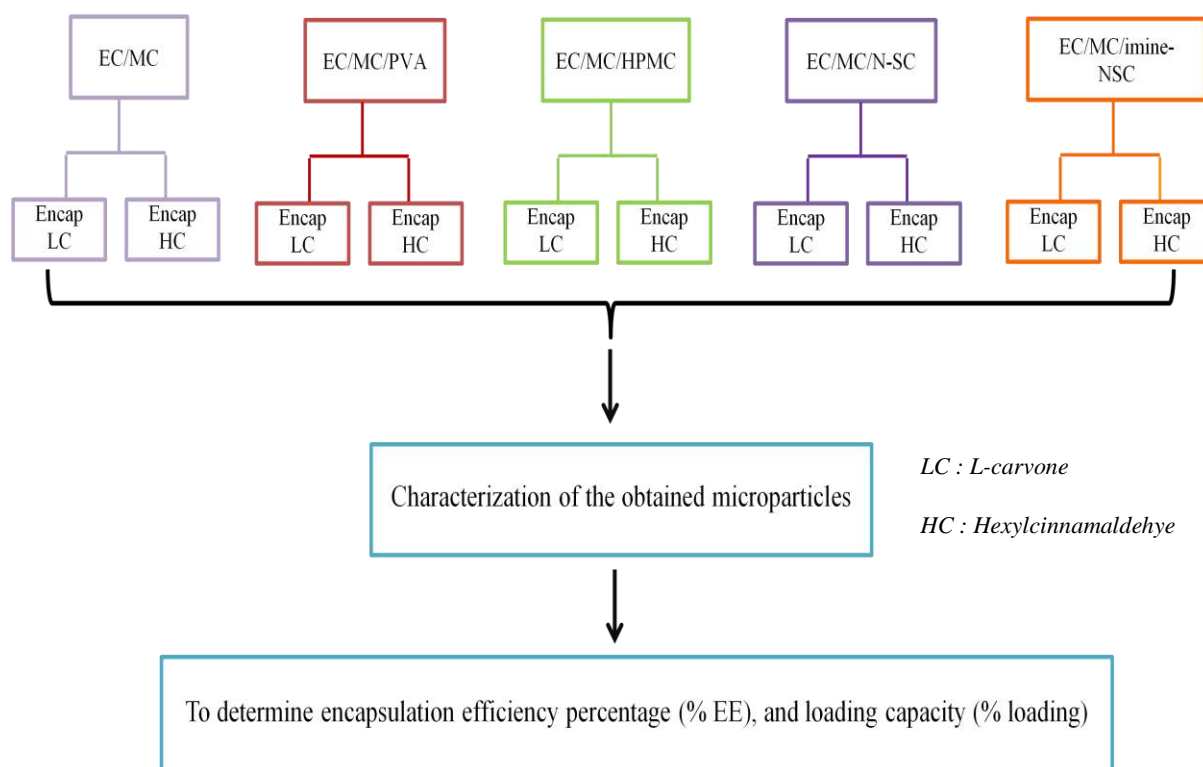 EC/MC
EC/MC/PVA
EC/MC/HPMC
EC/MC/N-SC
EC/MC/imine-
NSC
Encap
LC
Encap
HC
Encap
LC
Encap
HC
Encap
LC
Encap
HC
Encap
LC
Encap
HC
Encap
LC
Encap
HC
Characterization of the obtained microparticles
LC : L-carvone
HC : Hexylcinnamaldehye
To determine encapsulation efficiency percentage (% EE), and loading capacity (% loading)